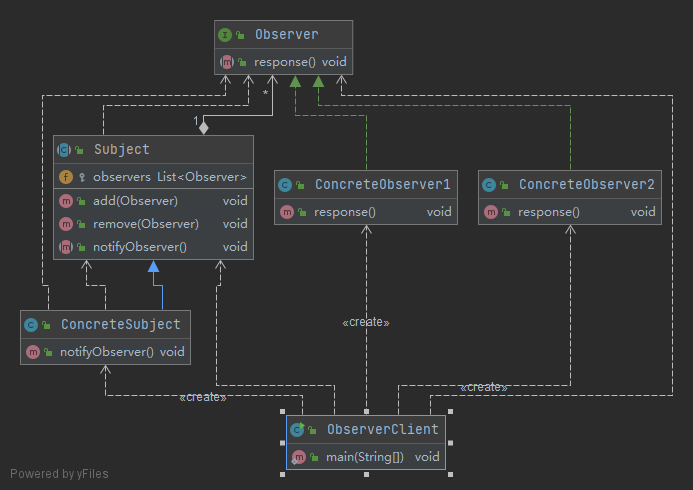 I Observer
m response() void
*
1
C Subject
f observers List<Observer>
m add(Observer) void
m remove(Observer) void
m notifyObserver() void
C ConcreteObserver1
m response() void
C ConcreteObserver2
m response() void
C ConcreteSubject
m notifyObserver() void
«create»
«create»
«create»
C ObserverClient
m main(String[]) void
Powered by yFiles